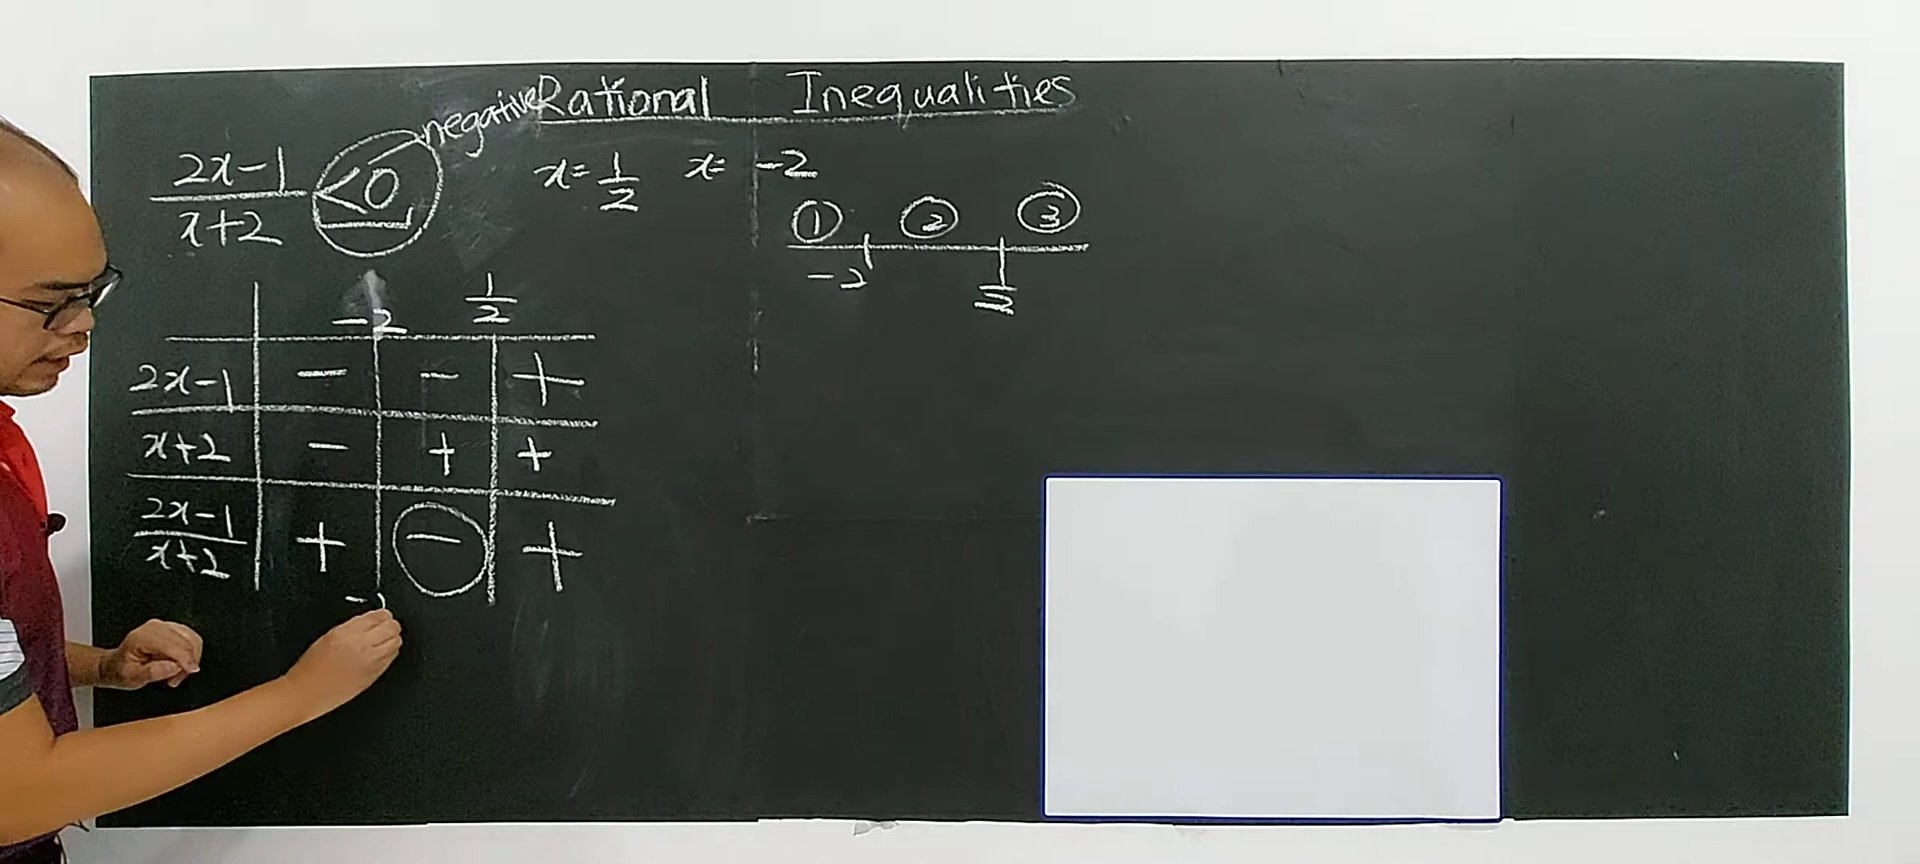 Rational Inequalities
negative
2x-1
x+2
<0
x= 1/2 x= -2
① ② ③
-2 1/2
-2 1/2
2x-1 - - +
x+2 - + +
2x-1
x+2
+ - +
-